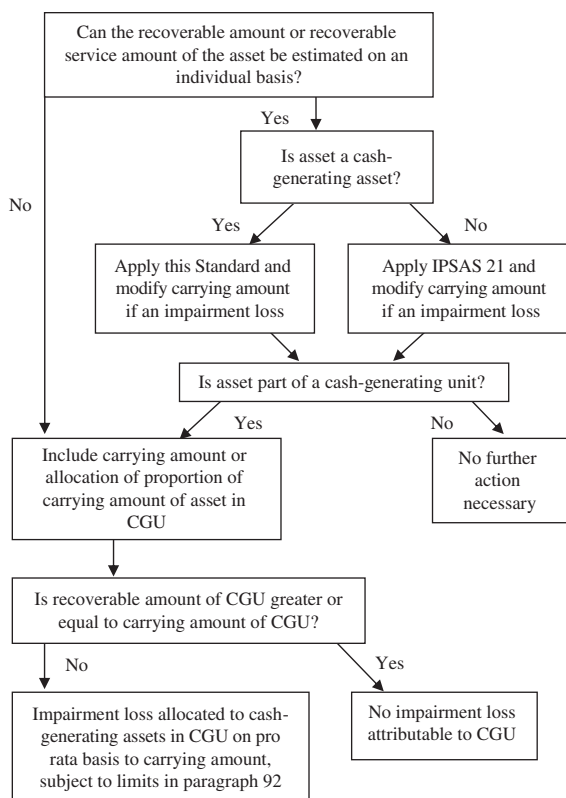 Can the recoverable amount or recoverable
service amount of the asset be estimated on an
individual basis?
Yes
No
Is asset a cash-
generating asset?
Yes
No
Apply this Standard and
modify carrying amount
if an impairment loss
Apply IPSAS 21 and
modify carrying amount
if an impairment loss
Is asset part of a cash-generating unit?
Yes
No
Include carrying amount or
allocation of proportion of
carrying amount of asset in
CGU
No further
action
necessary
Is recoverable amount of CGU greater or
equal to carrying amount of CGU?
No
Yes
Impairment loss allocated to cash-
generating assets in CGU on pro
rata basis to carrying amount,
subject to limits in paragraph 92
No impairment loss
attributable to CGU